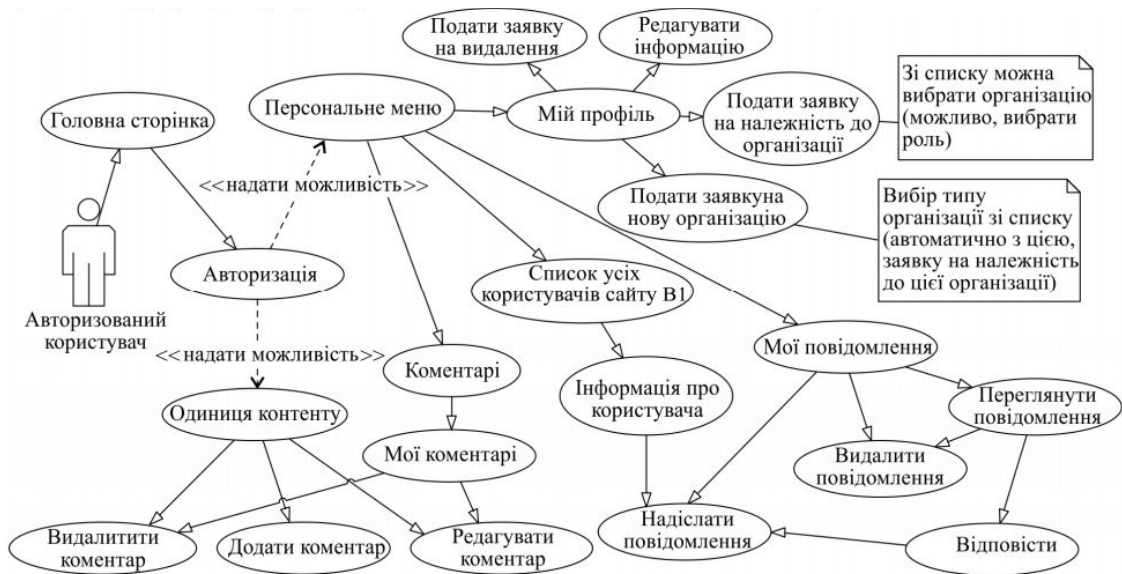 Подати заявку
на видалення
Редагувати
інформацію
Персональне меню
Мій профіль
Подати заявку
на належність до
організації
Зі списку можна
вибрати організацію
(можливо, вибрати
роль)
Головна сторінка
<<надати можливість>>
Подати заявкуна
нову організацію
Вибір типу
організації зі списку
(автоматично з цією,
заявку на належність
до цієї організації)
Авторизація
Список усіх
користувачів сайту В1
Авторизований
користувач
<<надати можливість>>
Коментарі
Мої повідомлення
Одиниця контенту
Інформація про
користувача
Переглянути
повідомлення
Мої коментарі
Видалити
повідомлення
Видалитити
коментар
Додати коментар
Редагувати
коментар
Надіслати
повідомлення
Відповісти